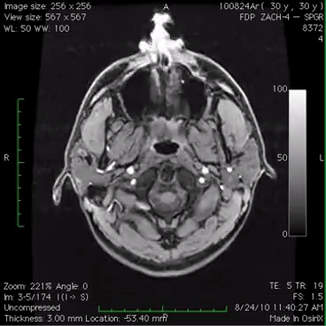 Image size: 256 x 256
View size: 567 x 567
WL: 50 WW: 100
A
100824Ar ( 30 y , 30 y )
FDP ZACH-4 - SPGR
8372
4
100
R
50
L
0
Zoom: 221% Angle: 0
Im: 3-5/174 I (I-> S)
Uncompressed
Thickness: 3.00 mm Location: -53.40 mm
P
TE: 5 TR: 19
FS: 1.5
8/24/10 11:40:27 AM
Made In OsiriX